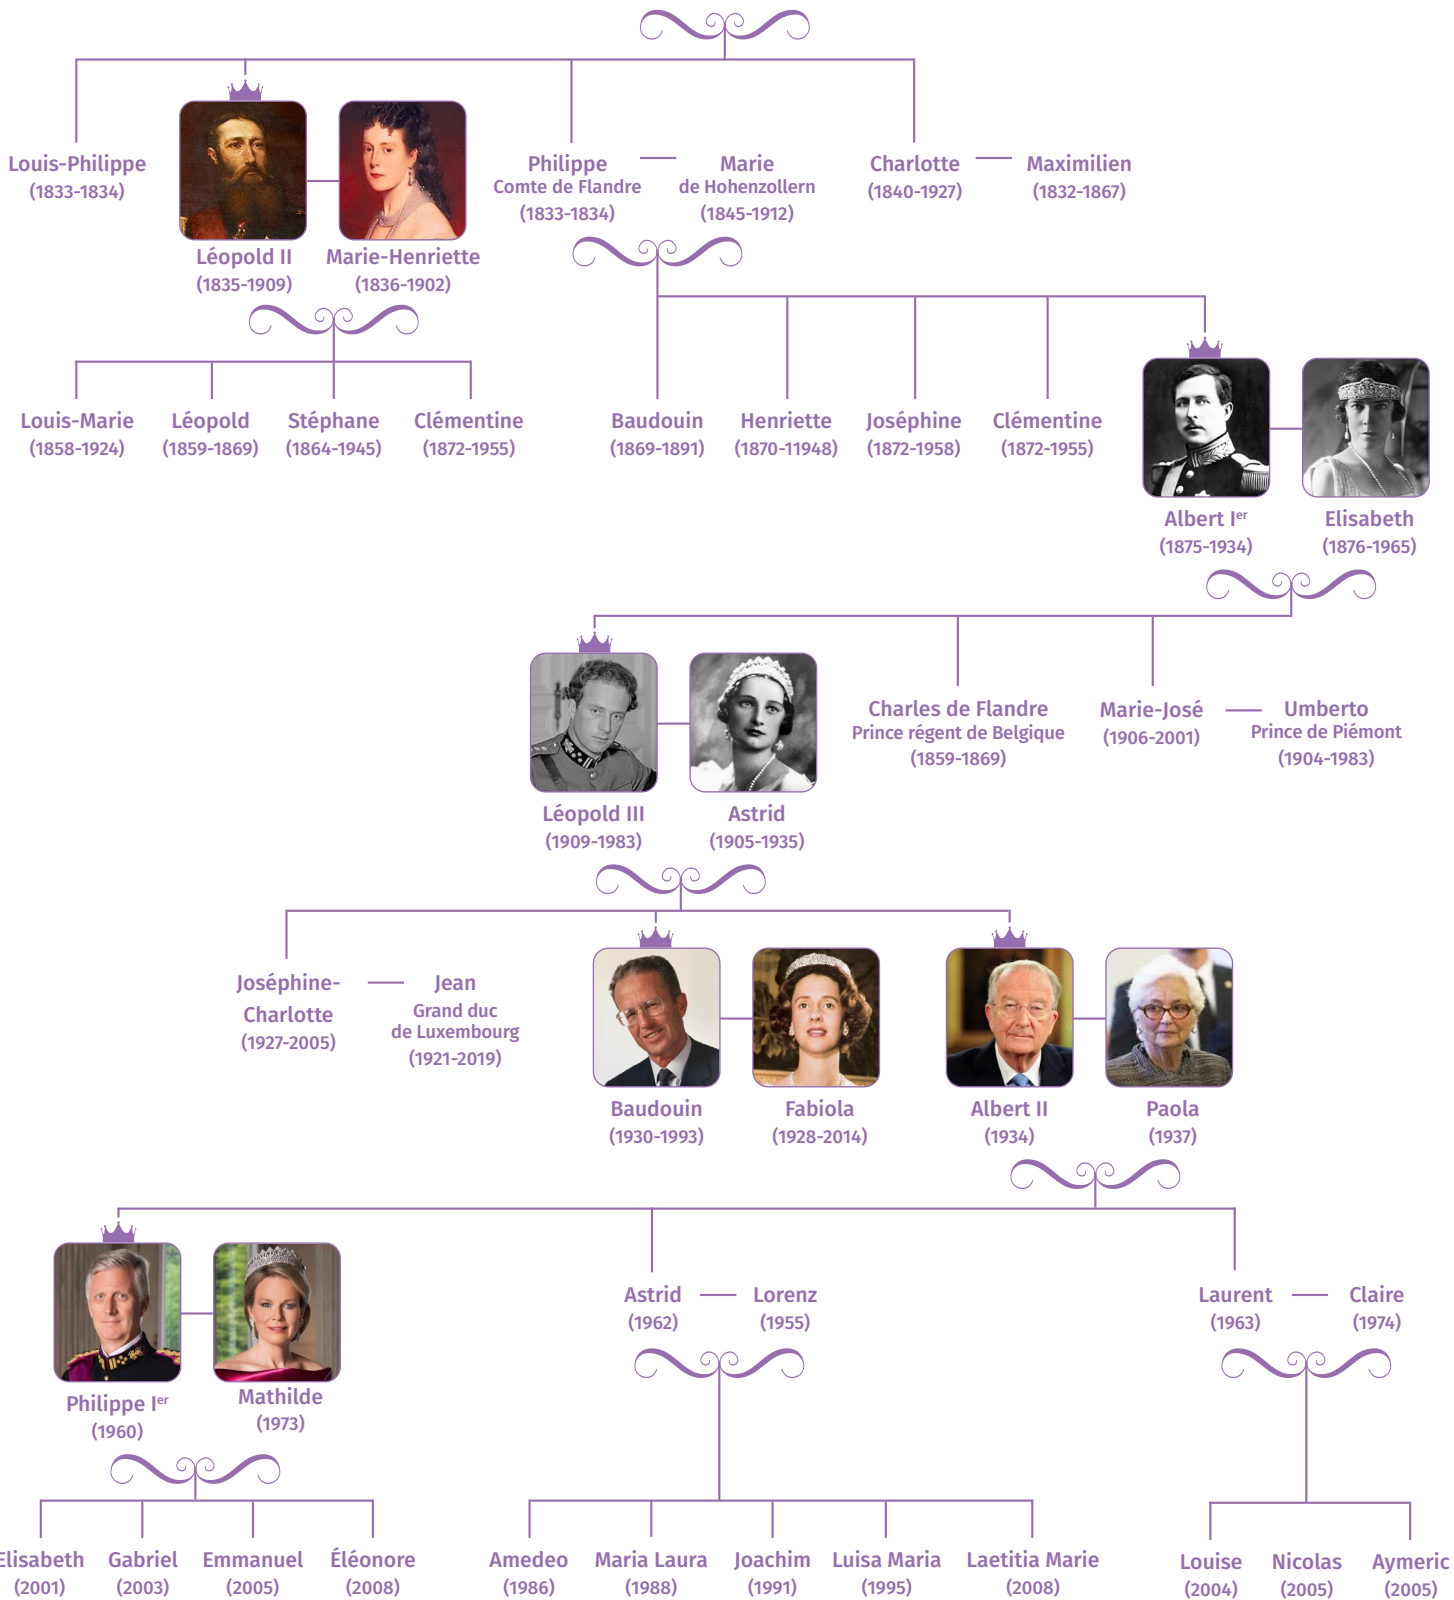 Louis-Philippe
(1833-1834)
Philippe
Comte de Flandre
(1833-1834)
Marie
de Hohenzollern
(1845-1912)
Charlotte
(1840-1927)
Maximilien
(1832-1867)
Léopold II
(1835-1909)
Marie-Henriette
(1836-1902)
Louis-Marie
(1858-1924)
Léopold
(1859-1869)
Stéphane
(1864-1945)
Clémentine
(1872-1955)
Baudouin
(1869-1891)
Henriette
(1870-11948)
Joséphine
(1872-1958)
Clémentine
(1872-1955)
Albert Ier
(1875-1934)
Elisabeth
(1876-1965)
Léopold III
(1909-1983)
Astrid
(1905-1935)
Charles de Flandre
Prince régent de Belgique
(1859-1869)
Marie-José
(1906-2001)
Umberto
Prince de Piémont
(1904-1983)
Joséphine-
Charlotte
(1927-2005)
Jean
Grand duc
de Luxembourg
(1921-2019)
Baudouin
(1930-1993)
Fabiola
(1928-2014)
Albert II
(1934)
Paola
(1937)
Philippe Ier
(1960)
Mathilde
(1973)
Astrid
(1962)
Lorenz
(1955)
Laurent
(1963)
Claire
(1974)
Elisabeth
(2001)
Gabriel
(2003)
Emmanuel
(2005)
Éléonore
(2008)
Amedeo
(1986)
Maria Laura
(1988)
Joachim
(1991)
Luisa Maria
(1995)
Laetitia Marie
(2008)
Louise
(2004)
Nicolas
(2005)
Aymeric
(2005)